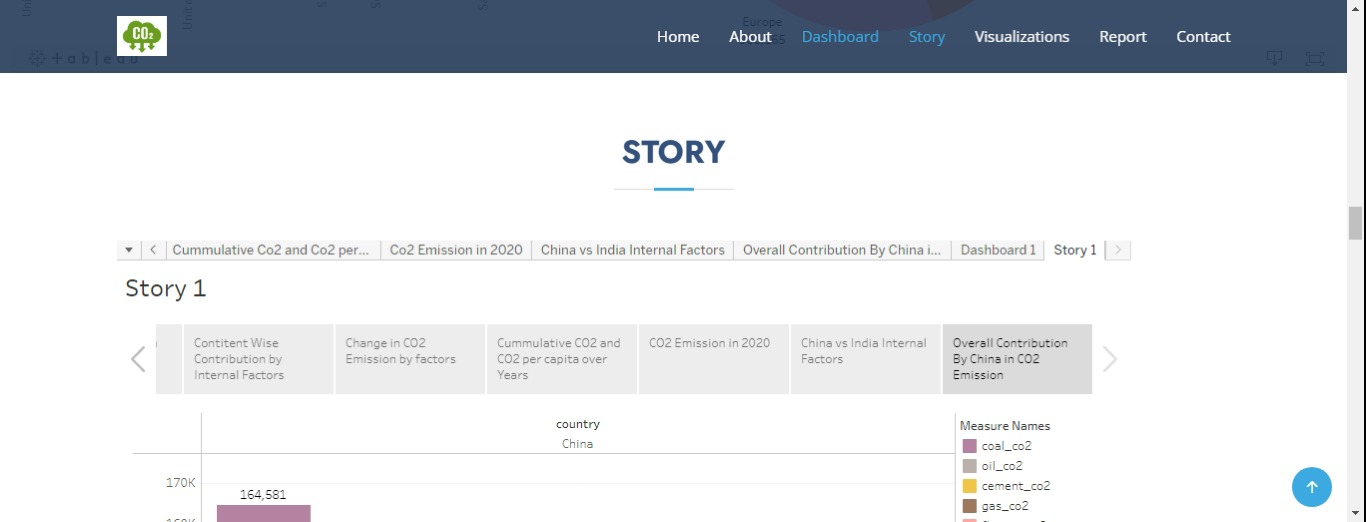 Europe
CO2
Home About Dashboard Story Visualizations Report Contact
+ a b l e a u
STORY
Cummulative Co2 and Co2 per... Co2 Emission in 2020 China vs India Internal Factors Overall Contribution By China i... Dashboard 1 Story 1
Story 1
Contitent Wise
Contribution by
Internal Factors
Change in CO2
Emission by factors
Cummulative CO2 and
CO2 per capita over
Years
CO2 Emission in 2020
China vs India Internal
Factors
Overall Contribution
By China in CO2
Emission
country
China
170K
164,581
Measure Names
coal_co2
oil_co2
cement_co2
gas_co2